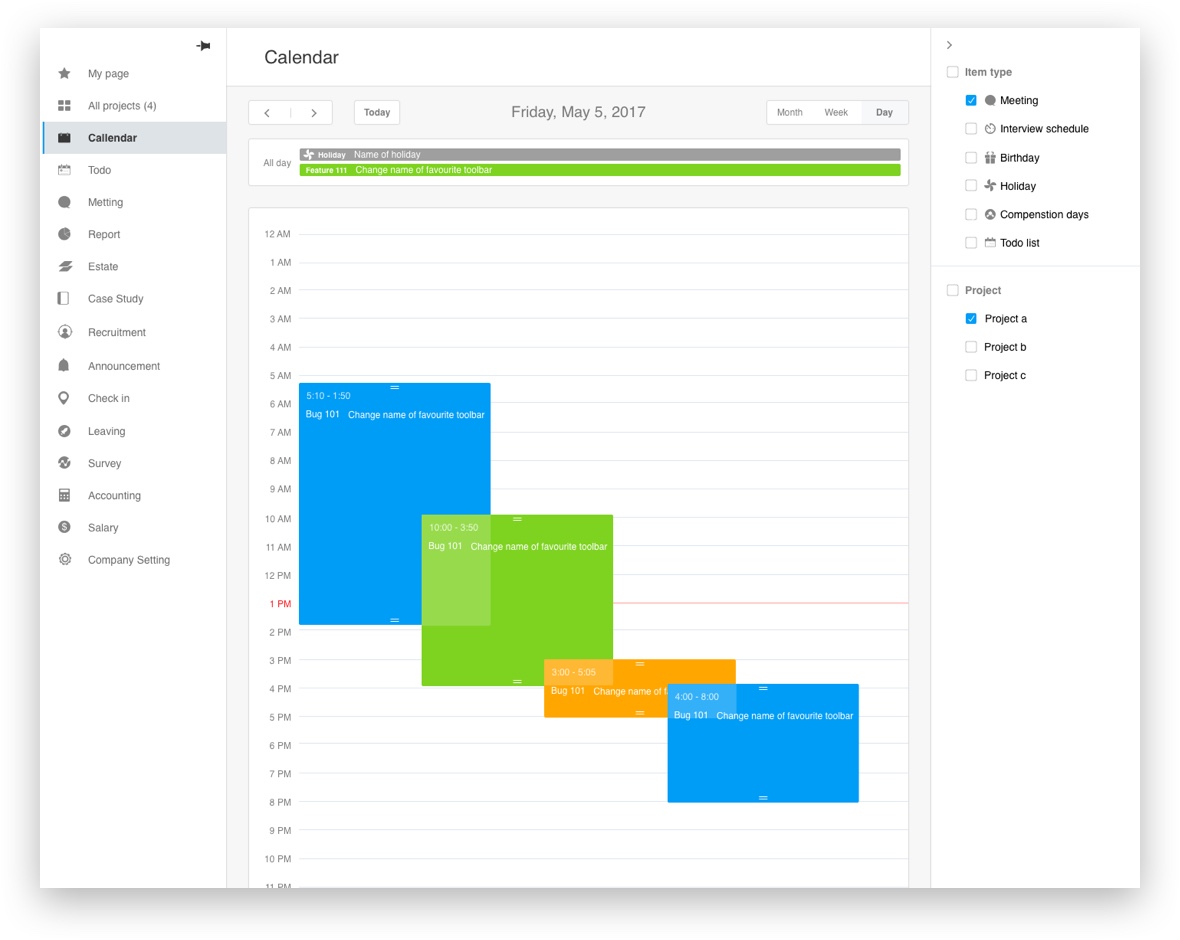 My page
All projects (4)
Callendar
Todo
Metting
Report
Estate
Case Study
Recruitment
Announcement
Check in
Leaving
Survey
Accounting
Salary
Company Setting
Calendar
Today
Friday, May 5, 2017
Month Week Day
All day
Holiday Name of holiday
Feature 111 Change name of favourite toolbar
12 AM
1 AM
2 AM
3 AM
4 AM
5 AM
6 AM
7 AM
8 AM
9 AM
10 AM
11 AM
12 PM
1 PM
2 PM
3 PM
4 PM
5 PM
6 PM
7 PM
8 PM
9 PM
10 PM
11 PM
5:10 - 1:50
Bug 101 Change name of favourite toolbar
10:00 - 3:50
Bug 101 Change name of favourite toolbar
3:00 - 5:05
Bug 101 Change name of fa
4:00 - 8:00
Bug 101 Change name of favourite toolbar
Item type
Meeting
Interview schedule
Birthday
Holiday
Compenstion days
Todo list
Project
Project a
Project b
Project c